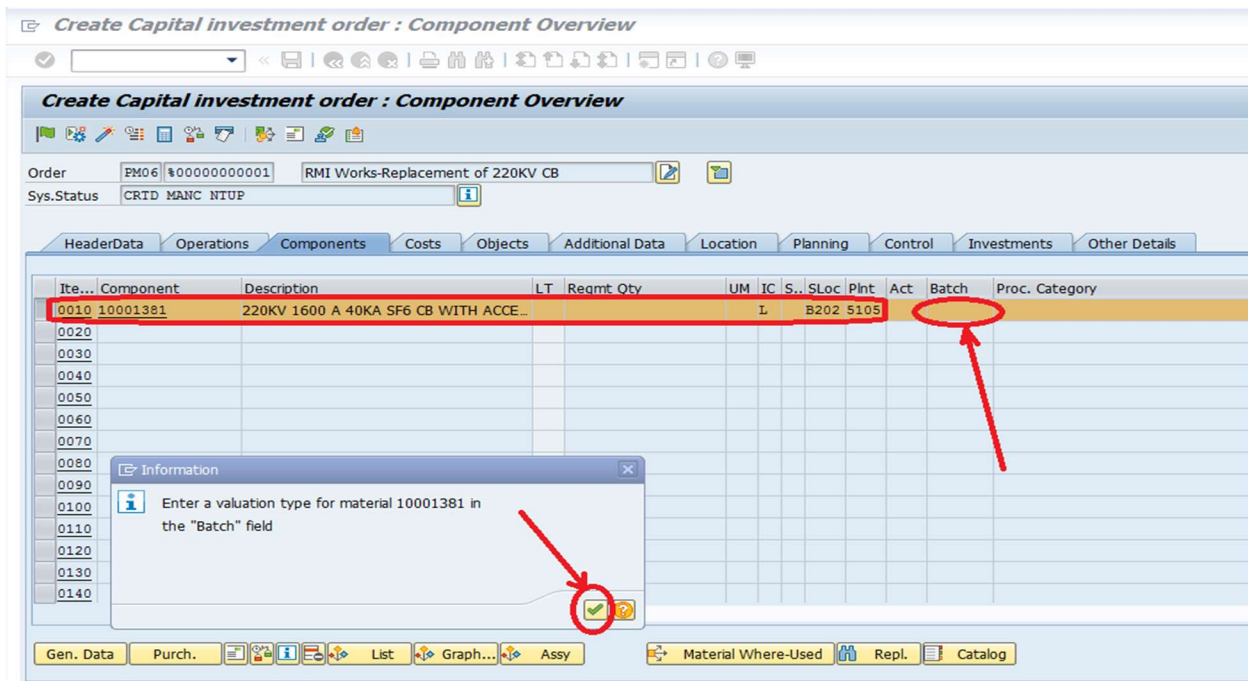 Create Capital investment order : Component Overview
Create Capital investment order : Component Overview
Order PM06 %00000000001 RMI Works-Replacement of 220KV CB
Sys.Status CRTD MANC NTUP
HeaderData Operations Components Costs Objects Additional Data Location Planning Control Investments Other Details
Ite... Component Description LT Reqmt Qty UM IC S.. SLoc Plnt Act Batch Proc. Category
0010 10001381 220KV 1600 A 40KA SF6 CB WITH ACCE... L B202 5105
0020
0030
0040
0050
0060
0070
0080
0090
0100
0110
0120
0130
0140
Information
Enter a valuation type for material 10001381 in
the "Batch" field
Gen. Data Purch. List Graph... Assy Material Where-Used Repl. Catalog